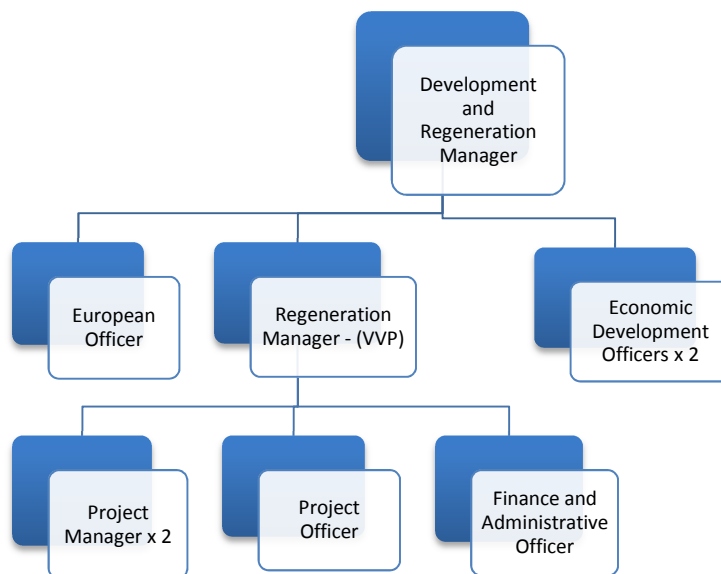 Development
and
Regeneration
Manager
European
Officer
Regeneration
Manager - (VVP)
Economic
Development
Officers x 2
Project
Manager x 2
Project
Officer
Finance and
Administrative
Officer